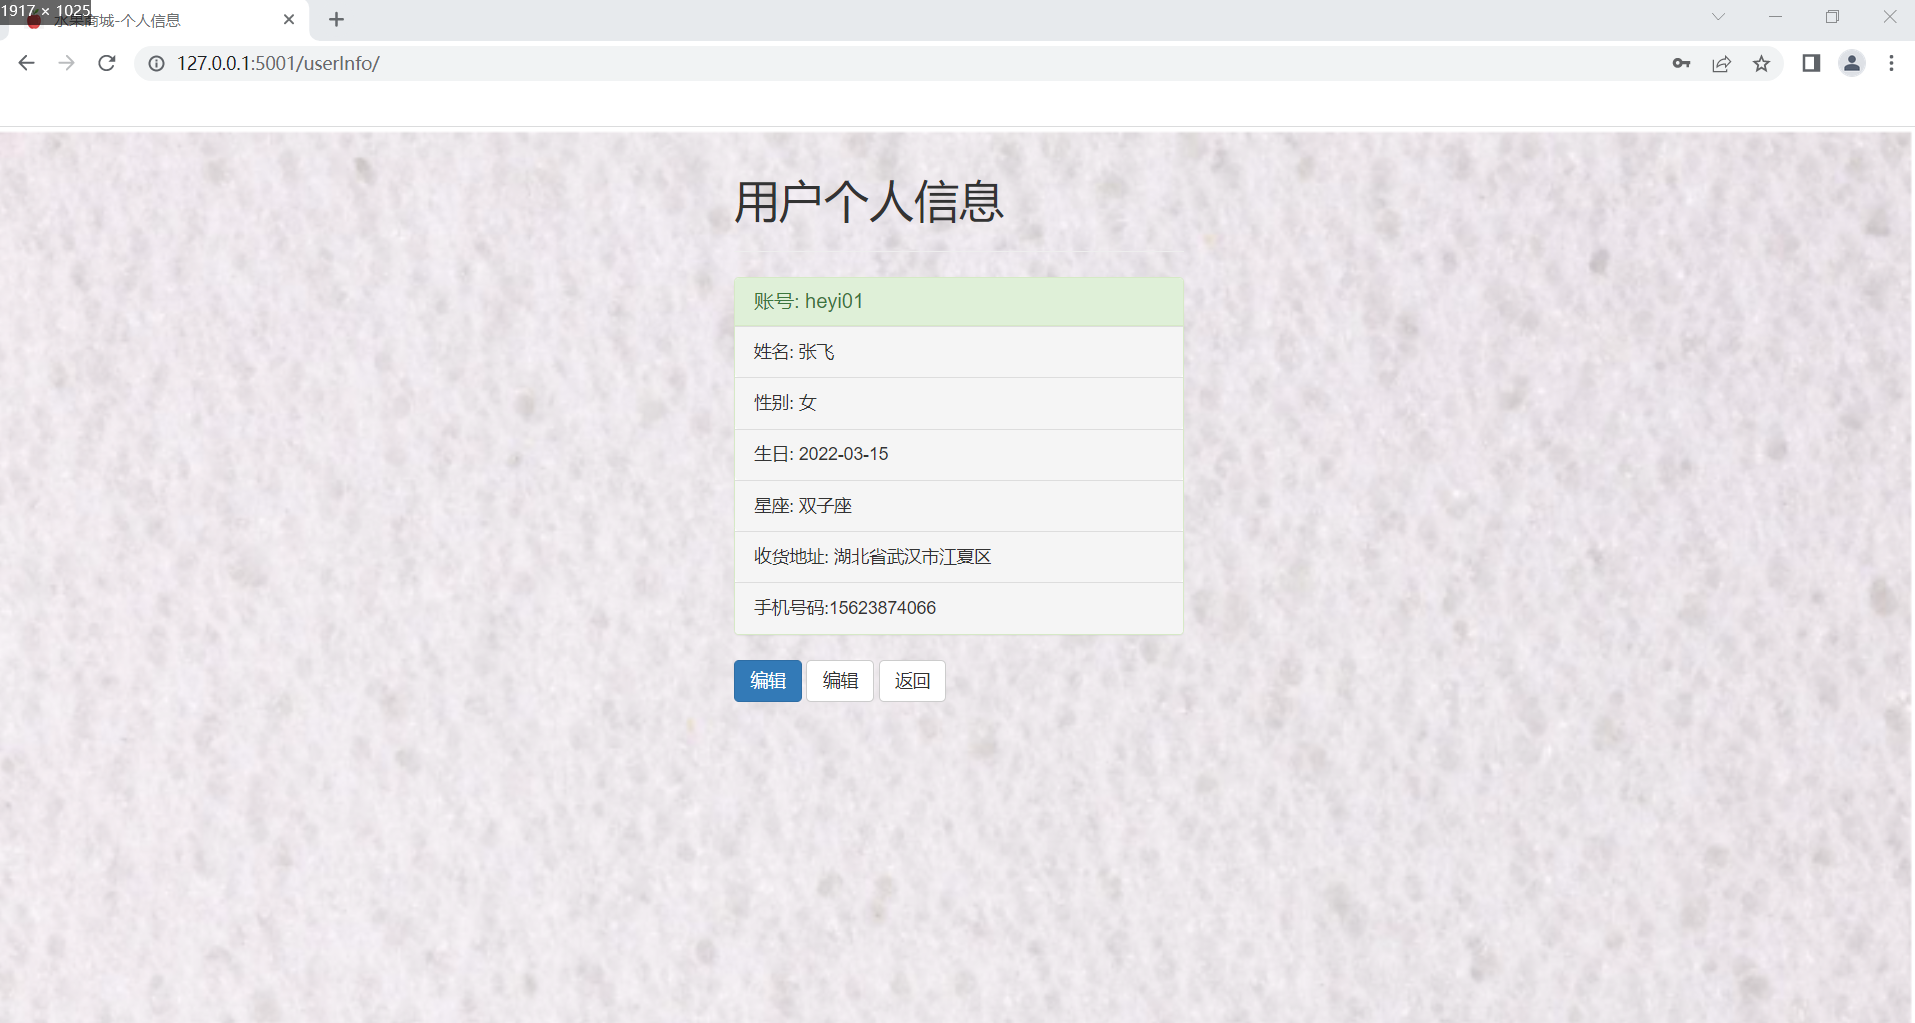 1917 × 1025
水果商城-个人信息
127.0.0.1:5001/userInfo/
用户个人信息
账号: heyi01
姓名: 张飞
性别: 女
生日: 2022-03-15
星座: 双子座
收货地址: 湖北省武汉市江夏区
手机号码:15623874066
编辑 编辑 返回